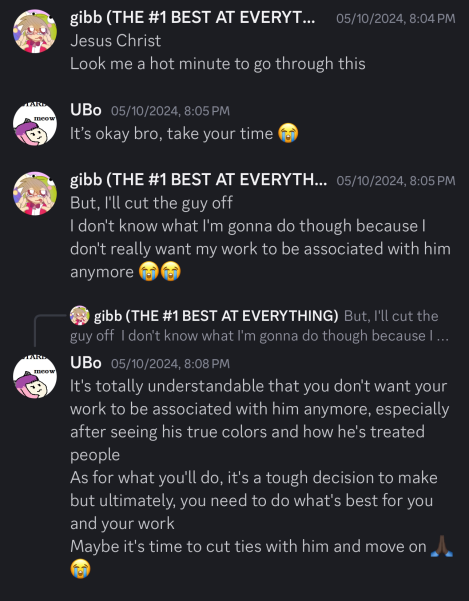 gibb (THE #1 BEST AT EVERYT... 05/10/2024, 8:04 PM
Jesus Christ
Look me a hot minute to go through this
meow
UBo 05/10/2024, 8:05 PM
It's okay bro, take your time 😭
gibb (THE #1 BEST AT EVERYTH... 05/10/2024, 8:05 PM
But, I'll cut the guy off
I don't know what I'm gonna do though because I
don't really want my work to be associated with him
anymore 😭😭
gibb (THE #1 BEST AT EVERYTHING) But, I'll cut the
guy off I don't know what I'm gonna do though because I ...
meow
UBo 05/10/2024, 8:08 PM
It's totally understandable that you don't want your
work to be associated with him anymore, especially
after seeing his true colors and how he's treated
people
As for what you'll do, it's a tough decision to make
but ultimately, you need to do what's best for you
and your work
Maybe it's time to cut ties with him and move on 🙏🏿
😭